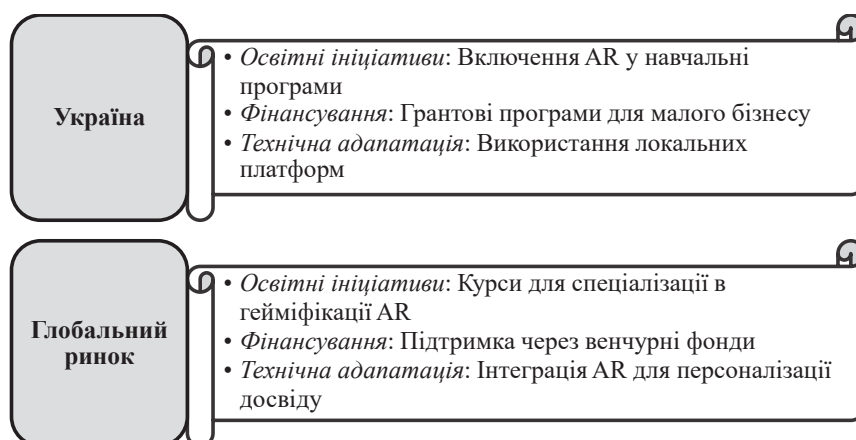 Україна
• Освітні ініціативи: Включення AR у навчальні
програми
• Фінансування: Грантові програми для малого бізнесу
• Технічна адапатація: Використання локальних
платформ
Глобальний
ринок
• Освітні ініціативи: Курси для спеціалізації в
гейміфікації AR
• Фінансування: Підтримка через венчурні фонди
• Технічна адапатація: Інтеграція AR для персоналізації
досвіду